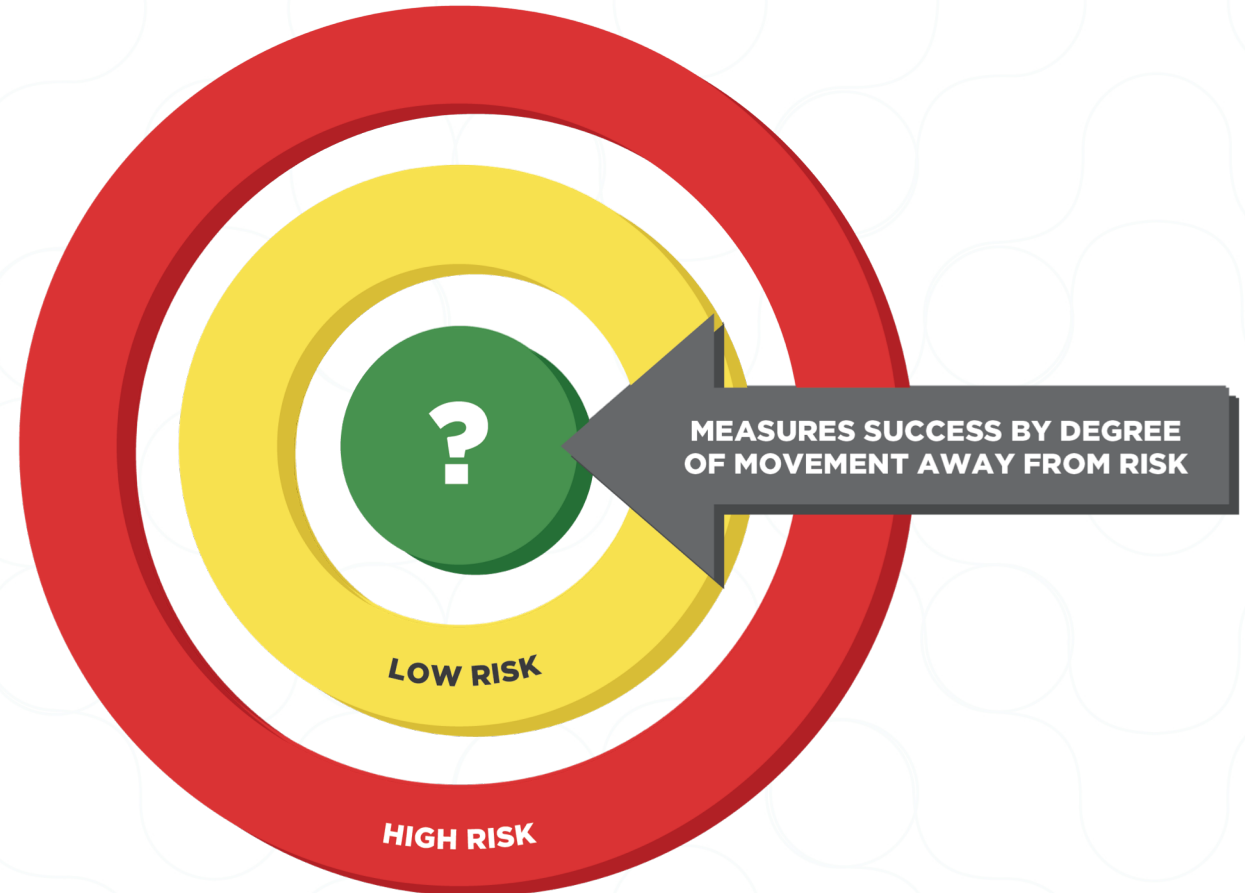 ?
MEASURES SUCCESS BY DEGREE
OF MOVEMENT AWAY FROM RISK
LOW RISK
HIGH RISK